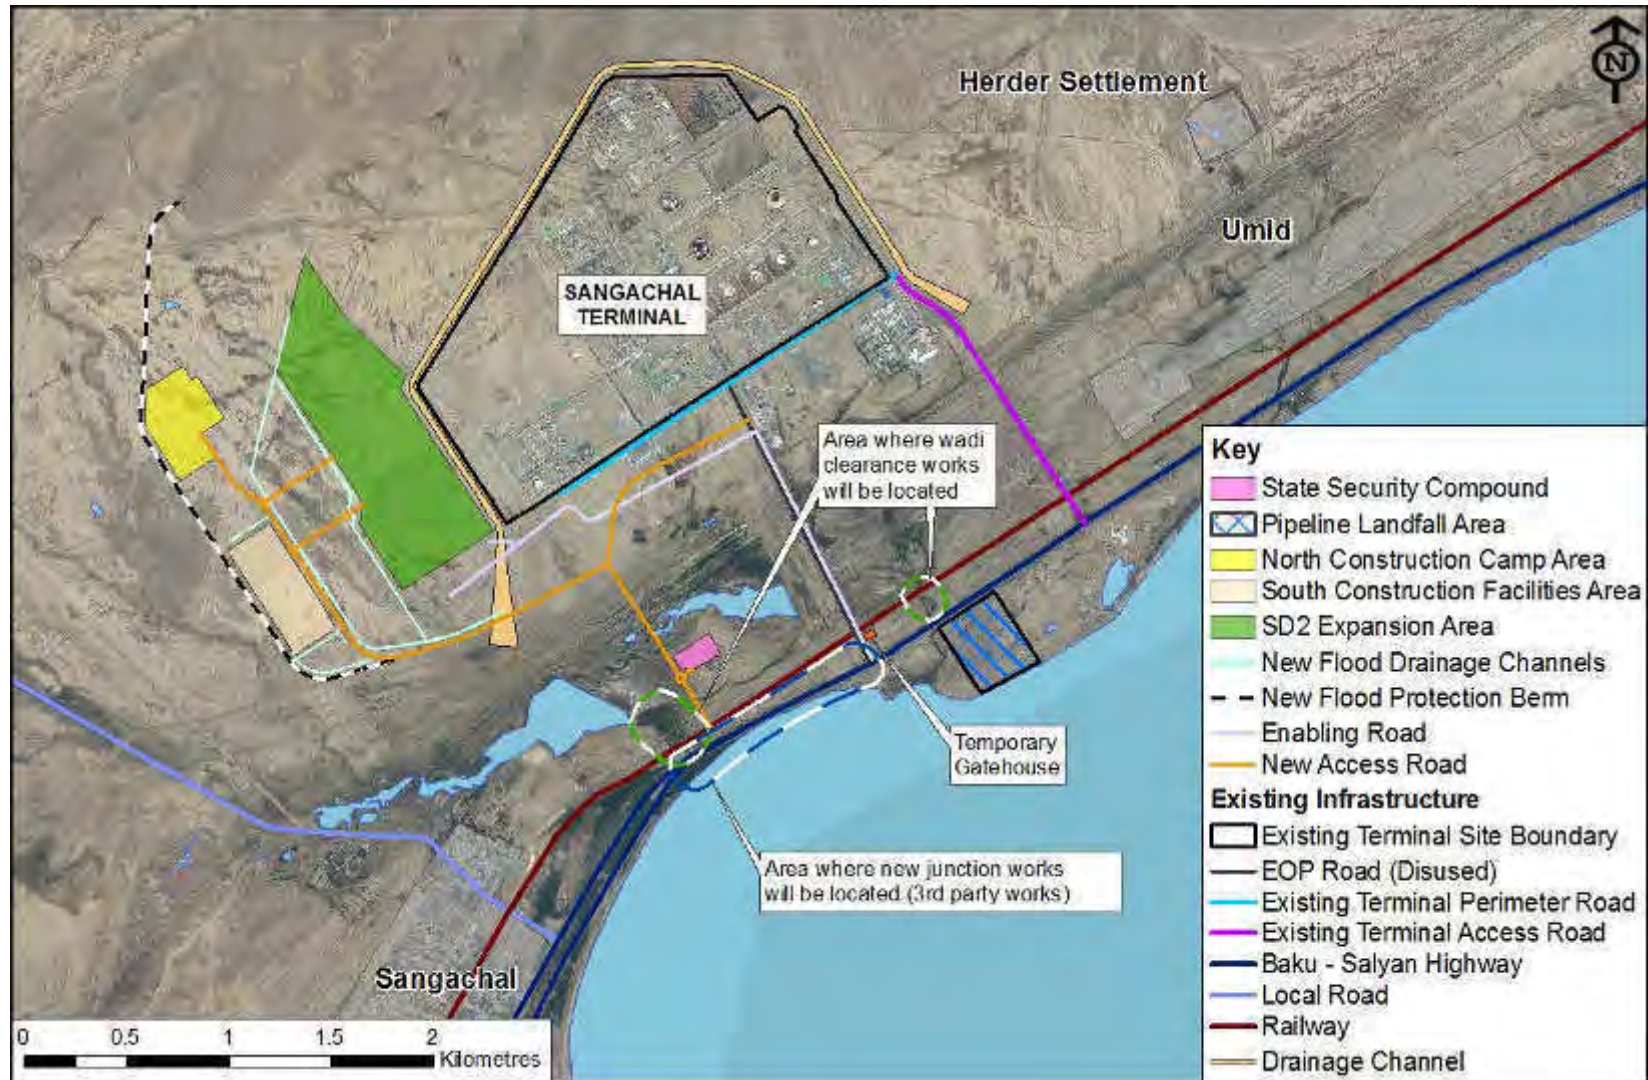 Herder Settlement
N
Umid
SANGACHAL
TERMINAL
Area where wadi
clearance works
will be located
Temporary
Gatehouse
Area where new junction works
will be located (3rd party works)
Sangachal
0 0.5 1 1.5 2
Kilometres
Key
State Security Compound
Pipeline Landfall Area
North Construction Camp Area
South Construction Facilities Area
SD2 Expansion Area
New Flood Drainage Channels
New Flood Protection Berm
Enabling Road
New Access Road
Existing Infrastructure
Existing Terminal Site Boundary
EOP Road (Disused)
Existing Terminal Perimeter Road
Existing Terminal Access Road
Baku - Salyan Highway
Local Road
Railway
Drainage Channel